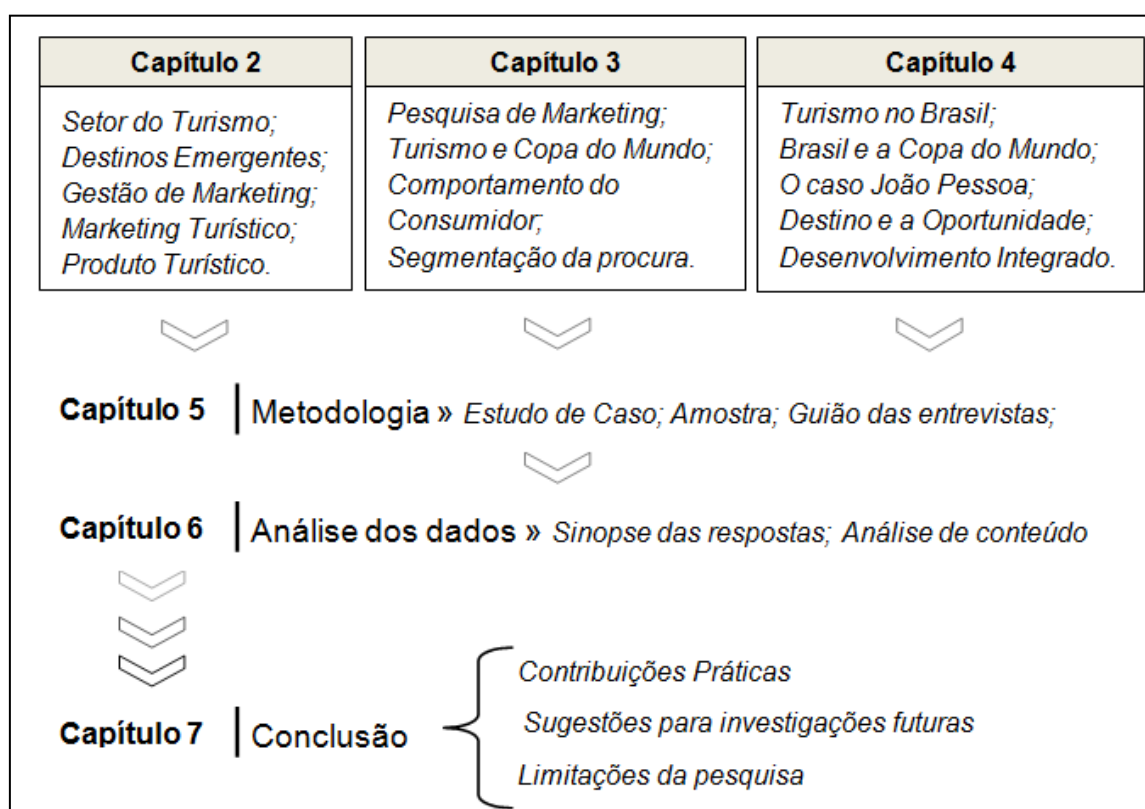 Capítulo 2
Setor do Turismo;
Destinos Emergentes;
Gestão de Marketing;
Marketing Turístico;
Produto Turístico.
Capítulo 3
Pesquisa de Marketing;
Turismo e Copa do Mundo;
Comportamento do
Consumidor;
Segmentação da procura.
Capítulo 4
Turismo no Brasil;
Brasil e a Copa do Mundo;
O caso João Pessoa;
Destino e a Oportunidade;
Desenvolvimento Integrado.
Capítulo 5 Metodologia » Estudo de Caso; Amostra; Guião das entrevistas;
Capítulo 6 Análise dos dados » Sinopse das respostas; Análise de conteúdo
Capítulo 7 Conclusão
Contribuições Práticas
Sugestões para investigações futuras
Limitações da pesquisa